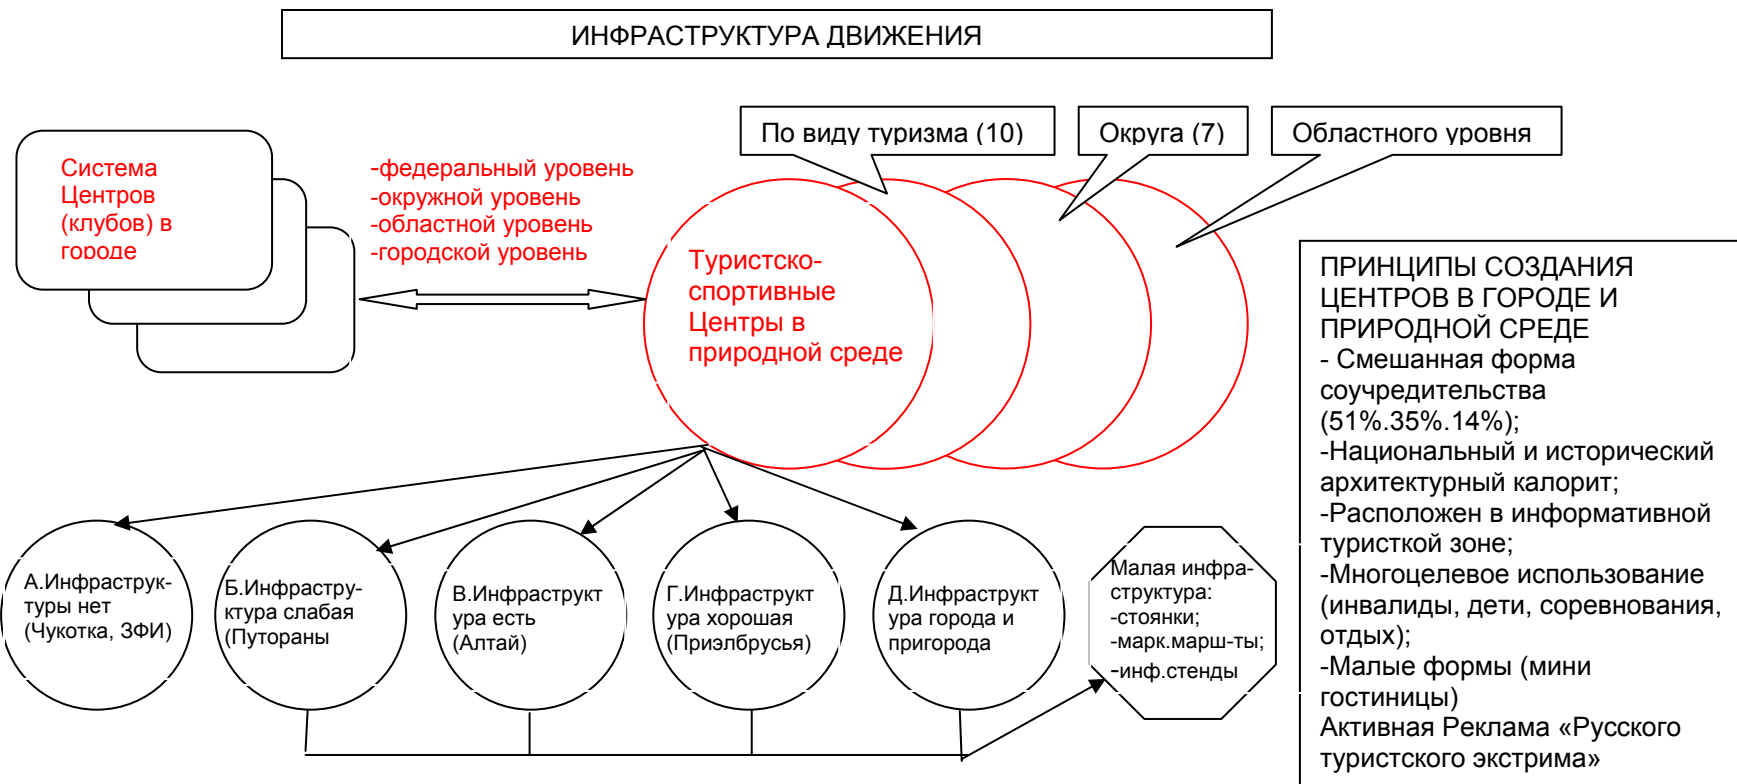 ИНФРАСТРУКТУРА ДВИЖЕНИЯ
По виду туризма (10)
Округа (7)
Областного уровня
Система
Центров
(клубов) в
городе
-федеральный уровень
-окружной уровень
-областной уровень
-городской уровень
Туристско-
спортивные
Центры в
природной среде
ПРИНЦИПЫ СОЗДАНИЯ
ЦЕНТРОВ В ГОРОДЕ И
ПРИРОДНОЙ СРЕДЕ
- Смешанная форма
соучредительства
(51%.35%.14%);
-Национальный и исторический
архитектурный калорит;
-Расположен в информативной
туристкой зоне;
-Многоцелевое использование
(инвалиды, дети, соревнования,
отдых);
-Малые формы (мини
гостиницы)
Активная Реклама «Русского
туристского экстрима»
А.Инфраструк-
туры нет
(Чукотка, ЗФИ)
Б.Инфрастру-
ктура слабая
(Путораны
В.Инфраструкт
ура есть
(Алтай)
Г.Инфраструкт
ура хорошая
(Приэлбрусья)
Д.Инфраструкт
ура города и
пригорода
Малая инфра-
структура:
-стоянки;
-марк.марш-ты;
-инф.стенды